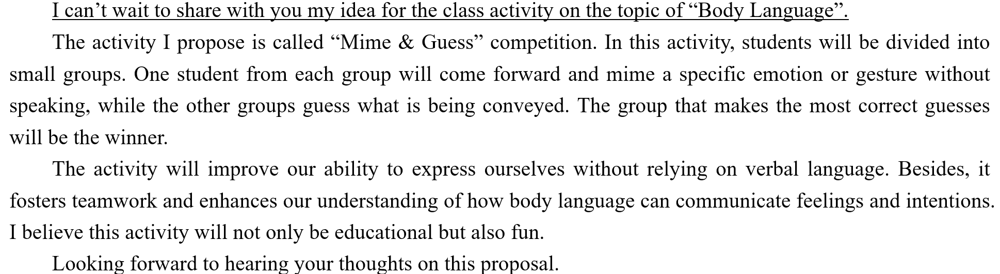 I can’t wait to share with you my idea for the class activity on the topic of “Body Language”.
The activity I propose is called “Mime & Guess” competition. In this activity, students will be divided into
small groups. One student from each group will come forward and mime a specific emotion or gesture without
speaking, while the other groups guess what is being conveyed. The group that makes the most correct guesses
will be the winner.
The activity will improve our ability to express ourselves without relying on verbal language. Besides, it
fosters teamwork and enhances our understanding of how body language can communicate feelings and intentions.
I believe this activity will not only be educational but also fun.
Looking forward to hearing your thoughts on this proposal.